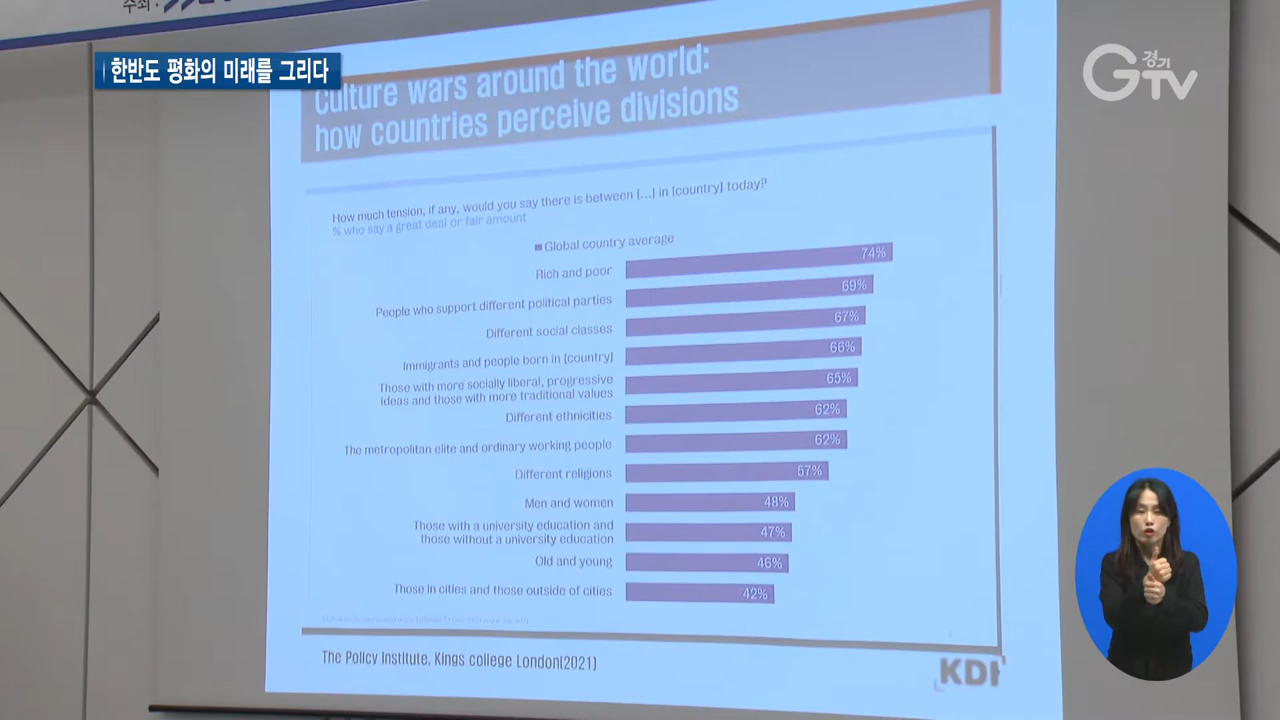 주최 :
한반도 평화의 미래를 그리다
경기
GTV
Culture wars around the world:
how countries perceive divisions
How much tension, if any, would you say there is between [...] in [country] today?
% who say a great deal or fair amount
Global country average
Rich and poor 74%
People who support different political parties 69%
Different social classes 67%
Immigrants and people born in [country] 66%
Those with more socially liberal, progressive
ideas and those with more traditional values 65%
Different ethnicities 62%
The metropolitan elite and ordinary working people 62%
Different religions 57%
Men and women 48%
Those with a university education and
those without a university education 47%
Old and young 46%
Those in cities and those outside of cities 42%
The Policy Institute, Kings college London(2021)
KDI